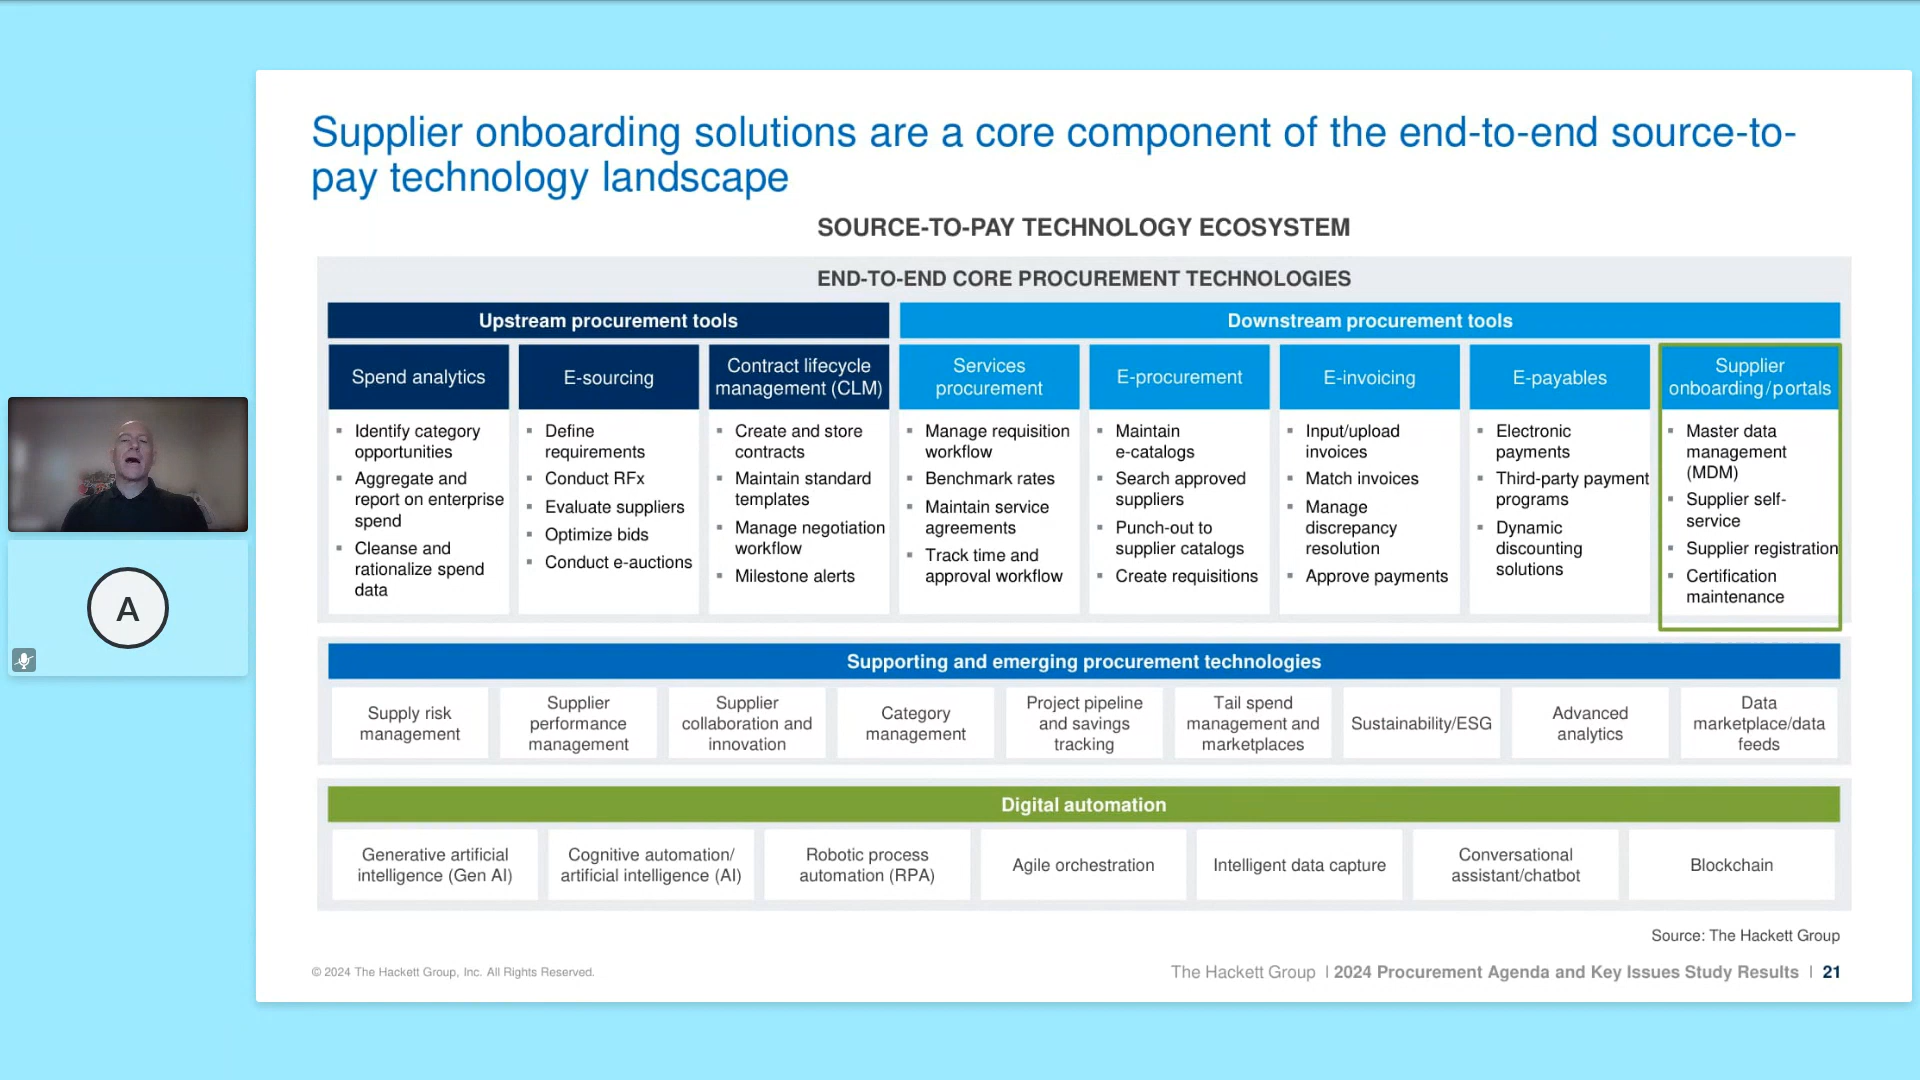 Supplier onboarding solutions are a core component of the end-to-end source-to-
pay technology landscape
SOURCE-TO-PAY TECHNOLOGY ECOSYSTEM
END-TO-END CORE PROCUREMENT TECHNOLOGIES
Upstream procurement tools
Downstream procurement tools
Spend analytics
▪ Identify category
opportunities
▪ Aggregate and
report on enterprise
spend
▪ Cleanse and
rationalize spend
data
E-sourcing
▪ Define
requirements
▪ Conduct RFx
▪ Evaluate suppliers
▪ Optimize bids
▪ Conduct e-auctions
Contract lifecycle
management (CLM)
▪ Create and store
contracts
▪ Maintain standard
templates
▪ Manage negotiation
workflow
▪ Milestone alerts
Services
procurement
▪ Manage requisition
workflow
▪ Benchmark rates
▪ Maintain service
agreements
▪ Track time and
approval workflow
E-procurement
▪ Maintain
e-catalogs
▪ Search approved
suppliers
▪ Punch-out to
supplier catalogs
▪ Create requisitions
E-invoicing
▪ Input/upload
invoices
▪ Match invoices
▪ Manage
discrepancy
resolution
▪ Approve payments
E-payables
▪ Electronic
payments
▪ Third-party payment
programs
▪ Dynamic
discounting
solutions
Supplier
onboarding/portals
▪ Master data
management
(MDM)
▪ Supplier self-
service
▪ Supplier registration
▪ Certification
maintenance
A
Supporting and emerging procurement technologies
Supply risk
management
Supplier
performance
management
Supplier
collaboration and
innovation
Category
management
Project pipeline
and savings
tracking
Tail spend
management and
marketplaces
Sustainability/ESG
Advanced
analytics
Data
marketplace/data
feeds
Digital automation
Generative artificial
intelligence (Gen AI)
Cognitive automation/
artificial intelligence (AI)
Robotic process
automation (RPA)
Agile orchestration
Intelligent data capture
Conversational
assistant/chatbot
Blockchain
Source: The Hackett Group
© 2024 The Hackett Group, Inc. All Rights Reserved.
The Hackett Group | 2024 Procurement Agenda and Key Issues Study Results | 21